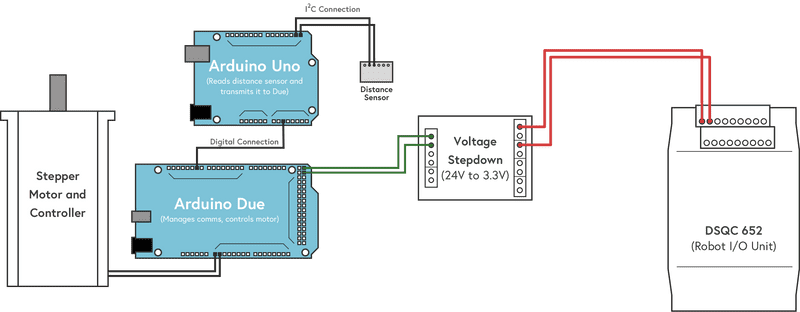 I²C Connection
Arduino Uno
(Reads distance sensor and
transmits it to Due)
Distance
Sensor
Digital Connection
Voltage
Stepdown
(24V to 3.3V)
Stepper
Motor and
Controller
Arduino Due
(Manages comms, controls motor)
DSQC 652
(Robot I/O Unit)